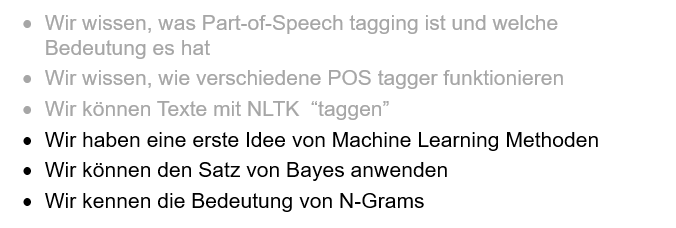 ● Wir wissen, was Part-of-Speech tagging ist und welche
Bedeutung es hat
● Wir wissen, wie verschiedene POS tagger funktionieren
● Wir können Texte mit NLTK “taggen”
● Wir haben eine erste Idee von Machine Learning Methoden
● Wir können den Satz von Bayes anwenden
● Wir kennen die Bedeutung von N-Grams